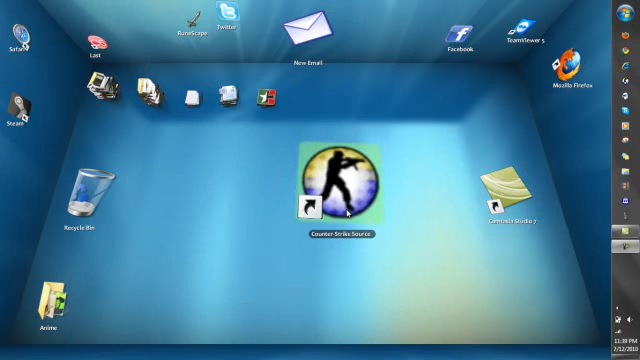 RuneScape
Twitter
Safari
Last
New Email
Facebook
TeamViewer 5
Mozilla Firefox
Steam
Recycle Bin
Counter-Strike Source
Camtasia Studio 7
Anime
11:39 PM
7/12/2010